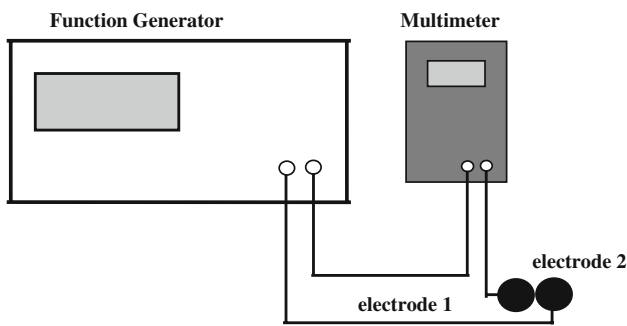 Function Generator
Multimeter
electrode 2
electrode 1